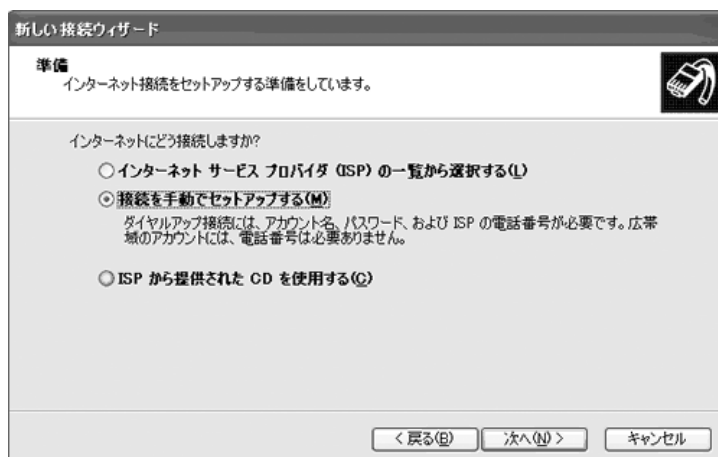 新しい接続ウィザード
準備
インターネット接続をセットアップする準備をしています。
インターネットにどう接続しますか?
インターネット サービス プロバイダ (ISP) の一覧から選択する(L)
接続を手動でセットアップする(M)
ダイヤルアップ接続には、アカウント名、パスワード、および ISP の電話番号が必要です。広帯
域のアカウントには、電話番号は必要ありません。
ISP から提供された CD を使用する(C)
< 戻る(B)
次へ(N) >
キャンセル